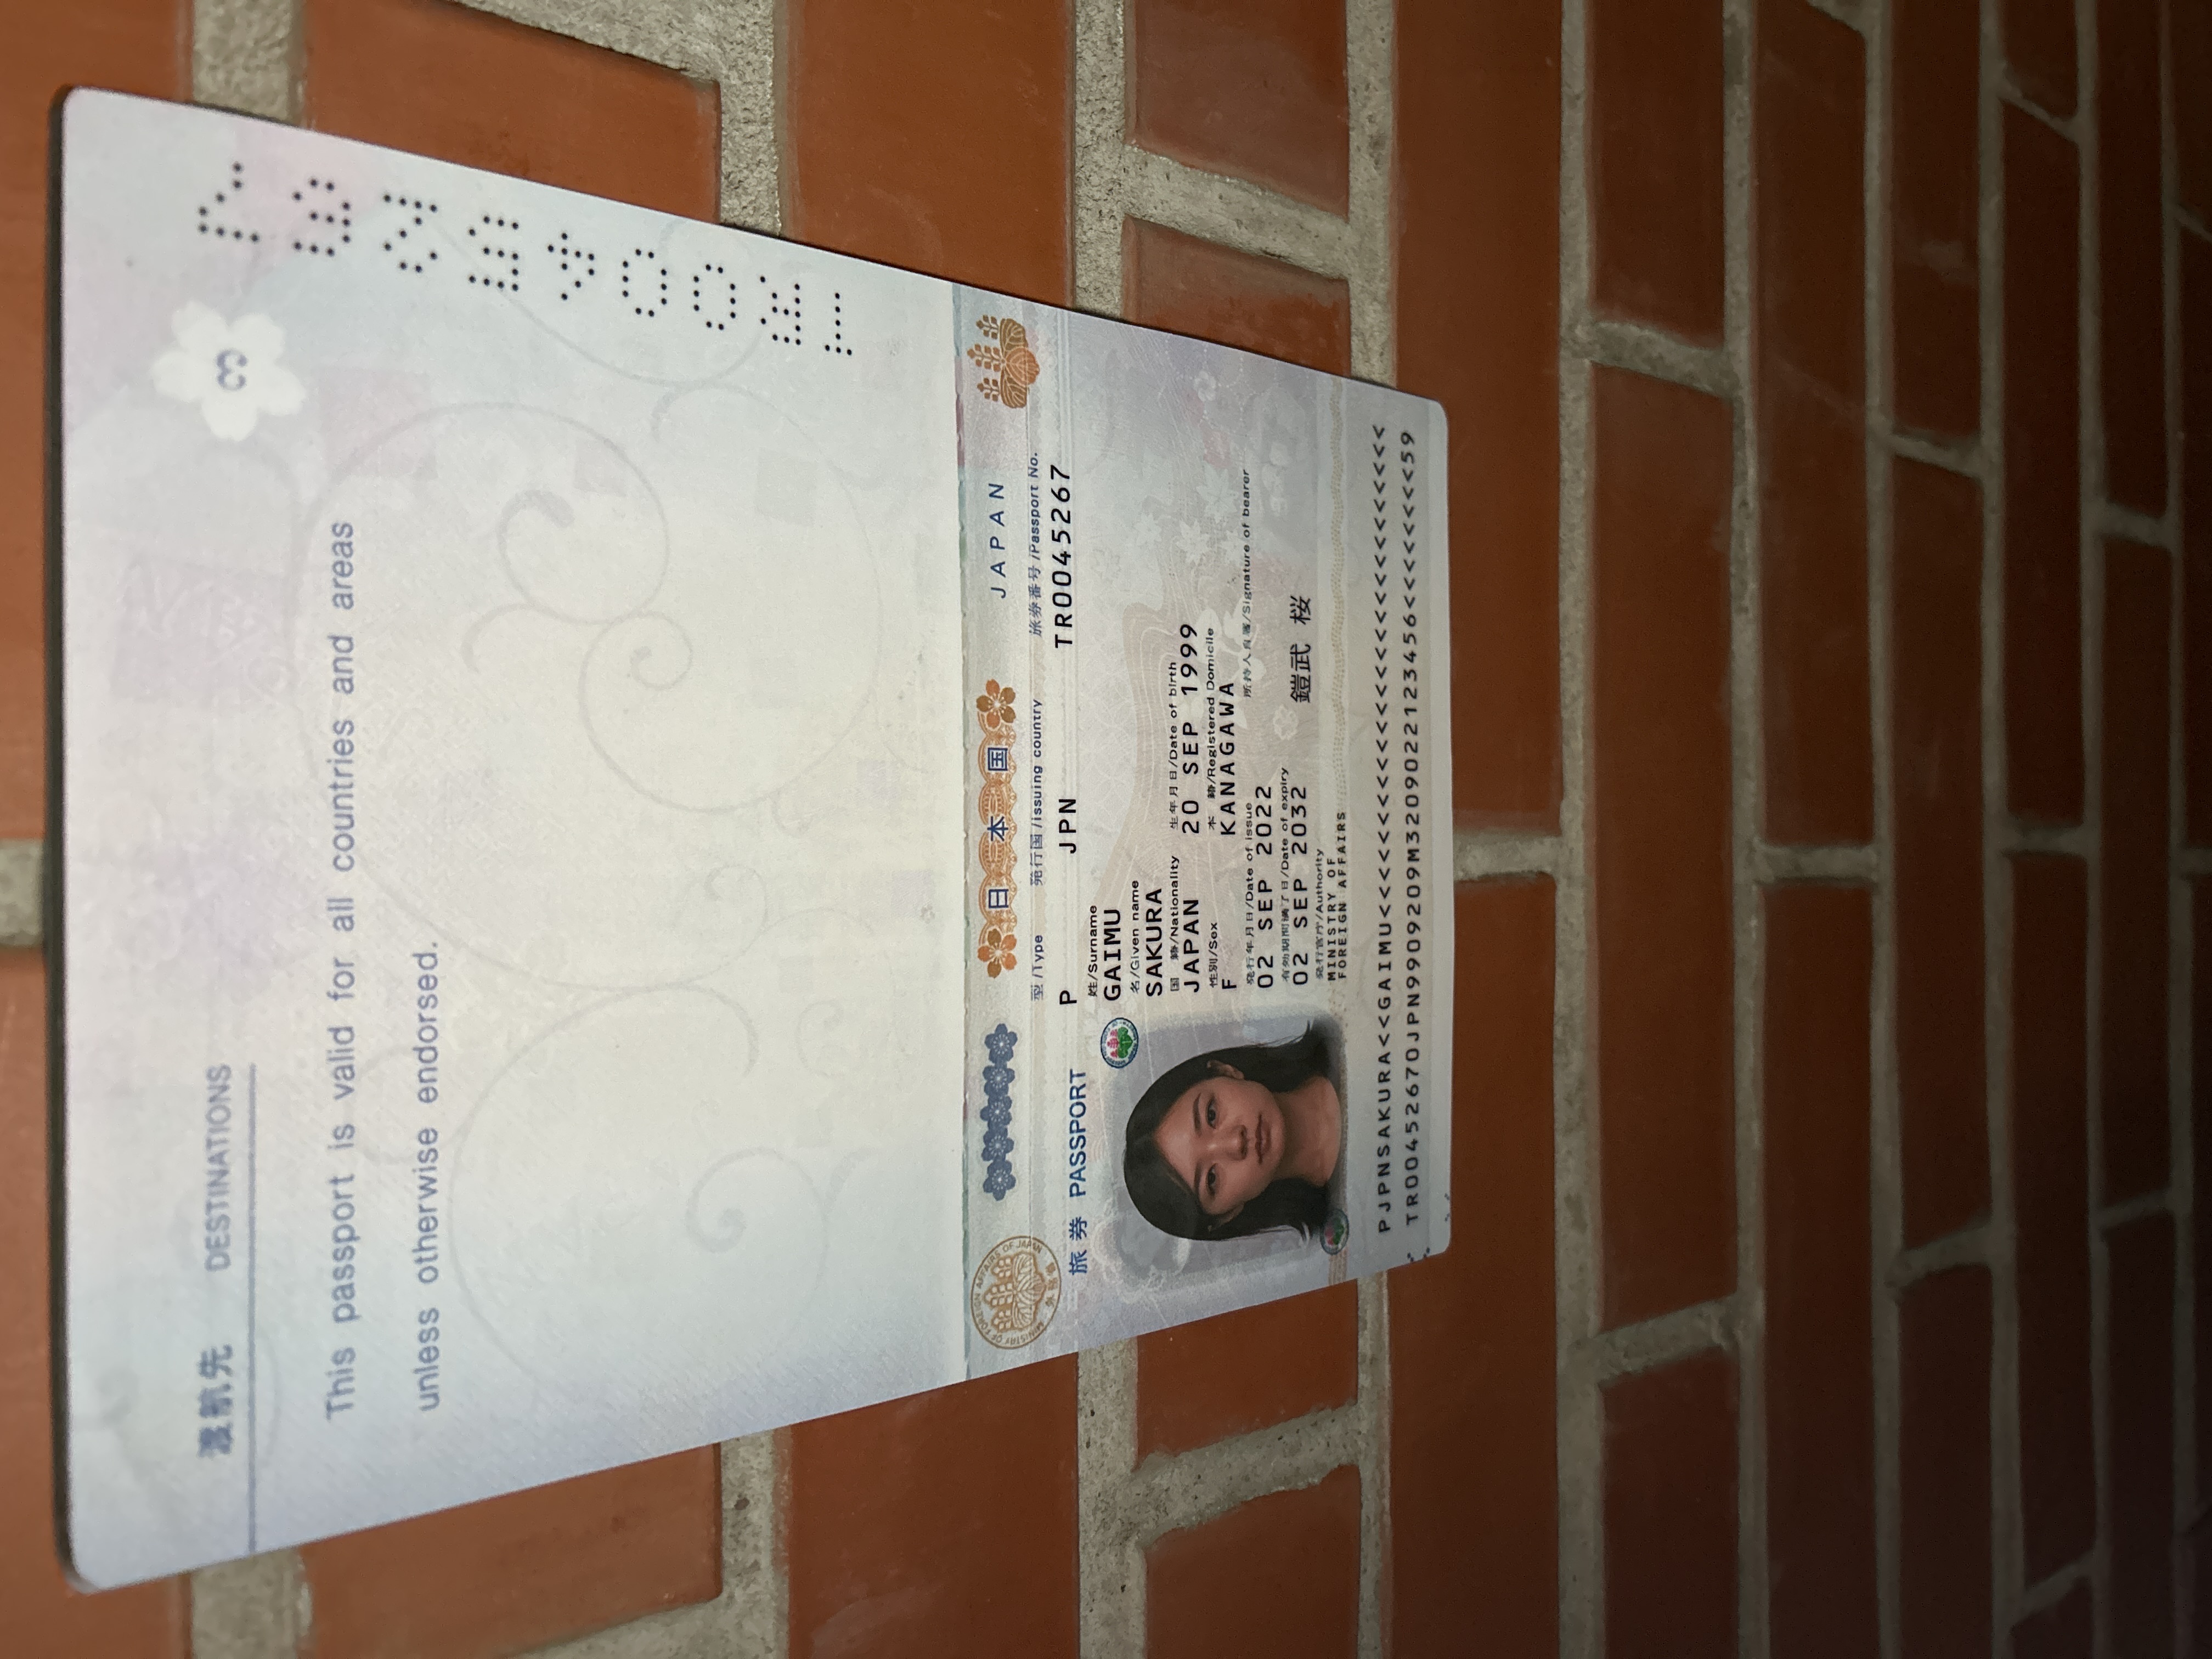 渡航先 DESTINATIONS
3
This passport is valid for all countries and areas
unless otherwise endorsed.
TR0045267
MINISTRY OF FOREIGN AFFAIRS OF JAPAN
外務省
日本国 JAPAN
型/Type 発行国/Issuing country 旅券番号/Passport No.
旅券 PASSPORT P JPN TR0045267
姓/Surname
GAIMU
名/Given name
SAKURA
国 籍/Nationality 生年月日/Date of birth
JAPAN 20 SEP 1999
性別/Sex 本 籍/Registered Domicile
F KANAGAWA
発行年月日/Date of issue 所持人自署/Signature of bearer
02 SEP 2022
有効期間満了日/Date of expiry
02 SEP 2032 鎧武 桜
発行官庁/Authority
MINISTRY OF
FOREIGN AFFAIRS
PJPNSAKURA<<GAIMU<<<<<<<<<<<<<<<<<<<<<<<<<<<
TR00452670JPN9909209M3209022123456<<<<<<<<59